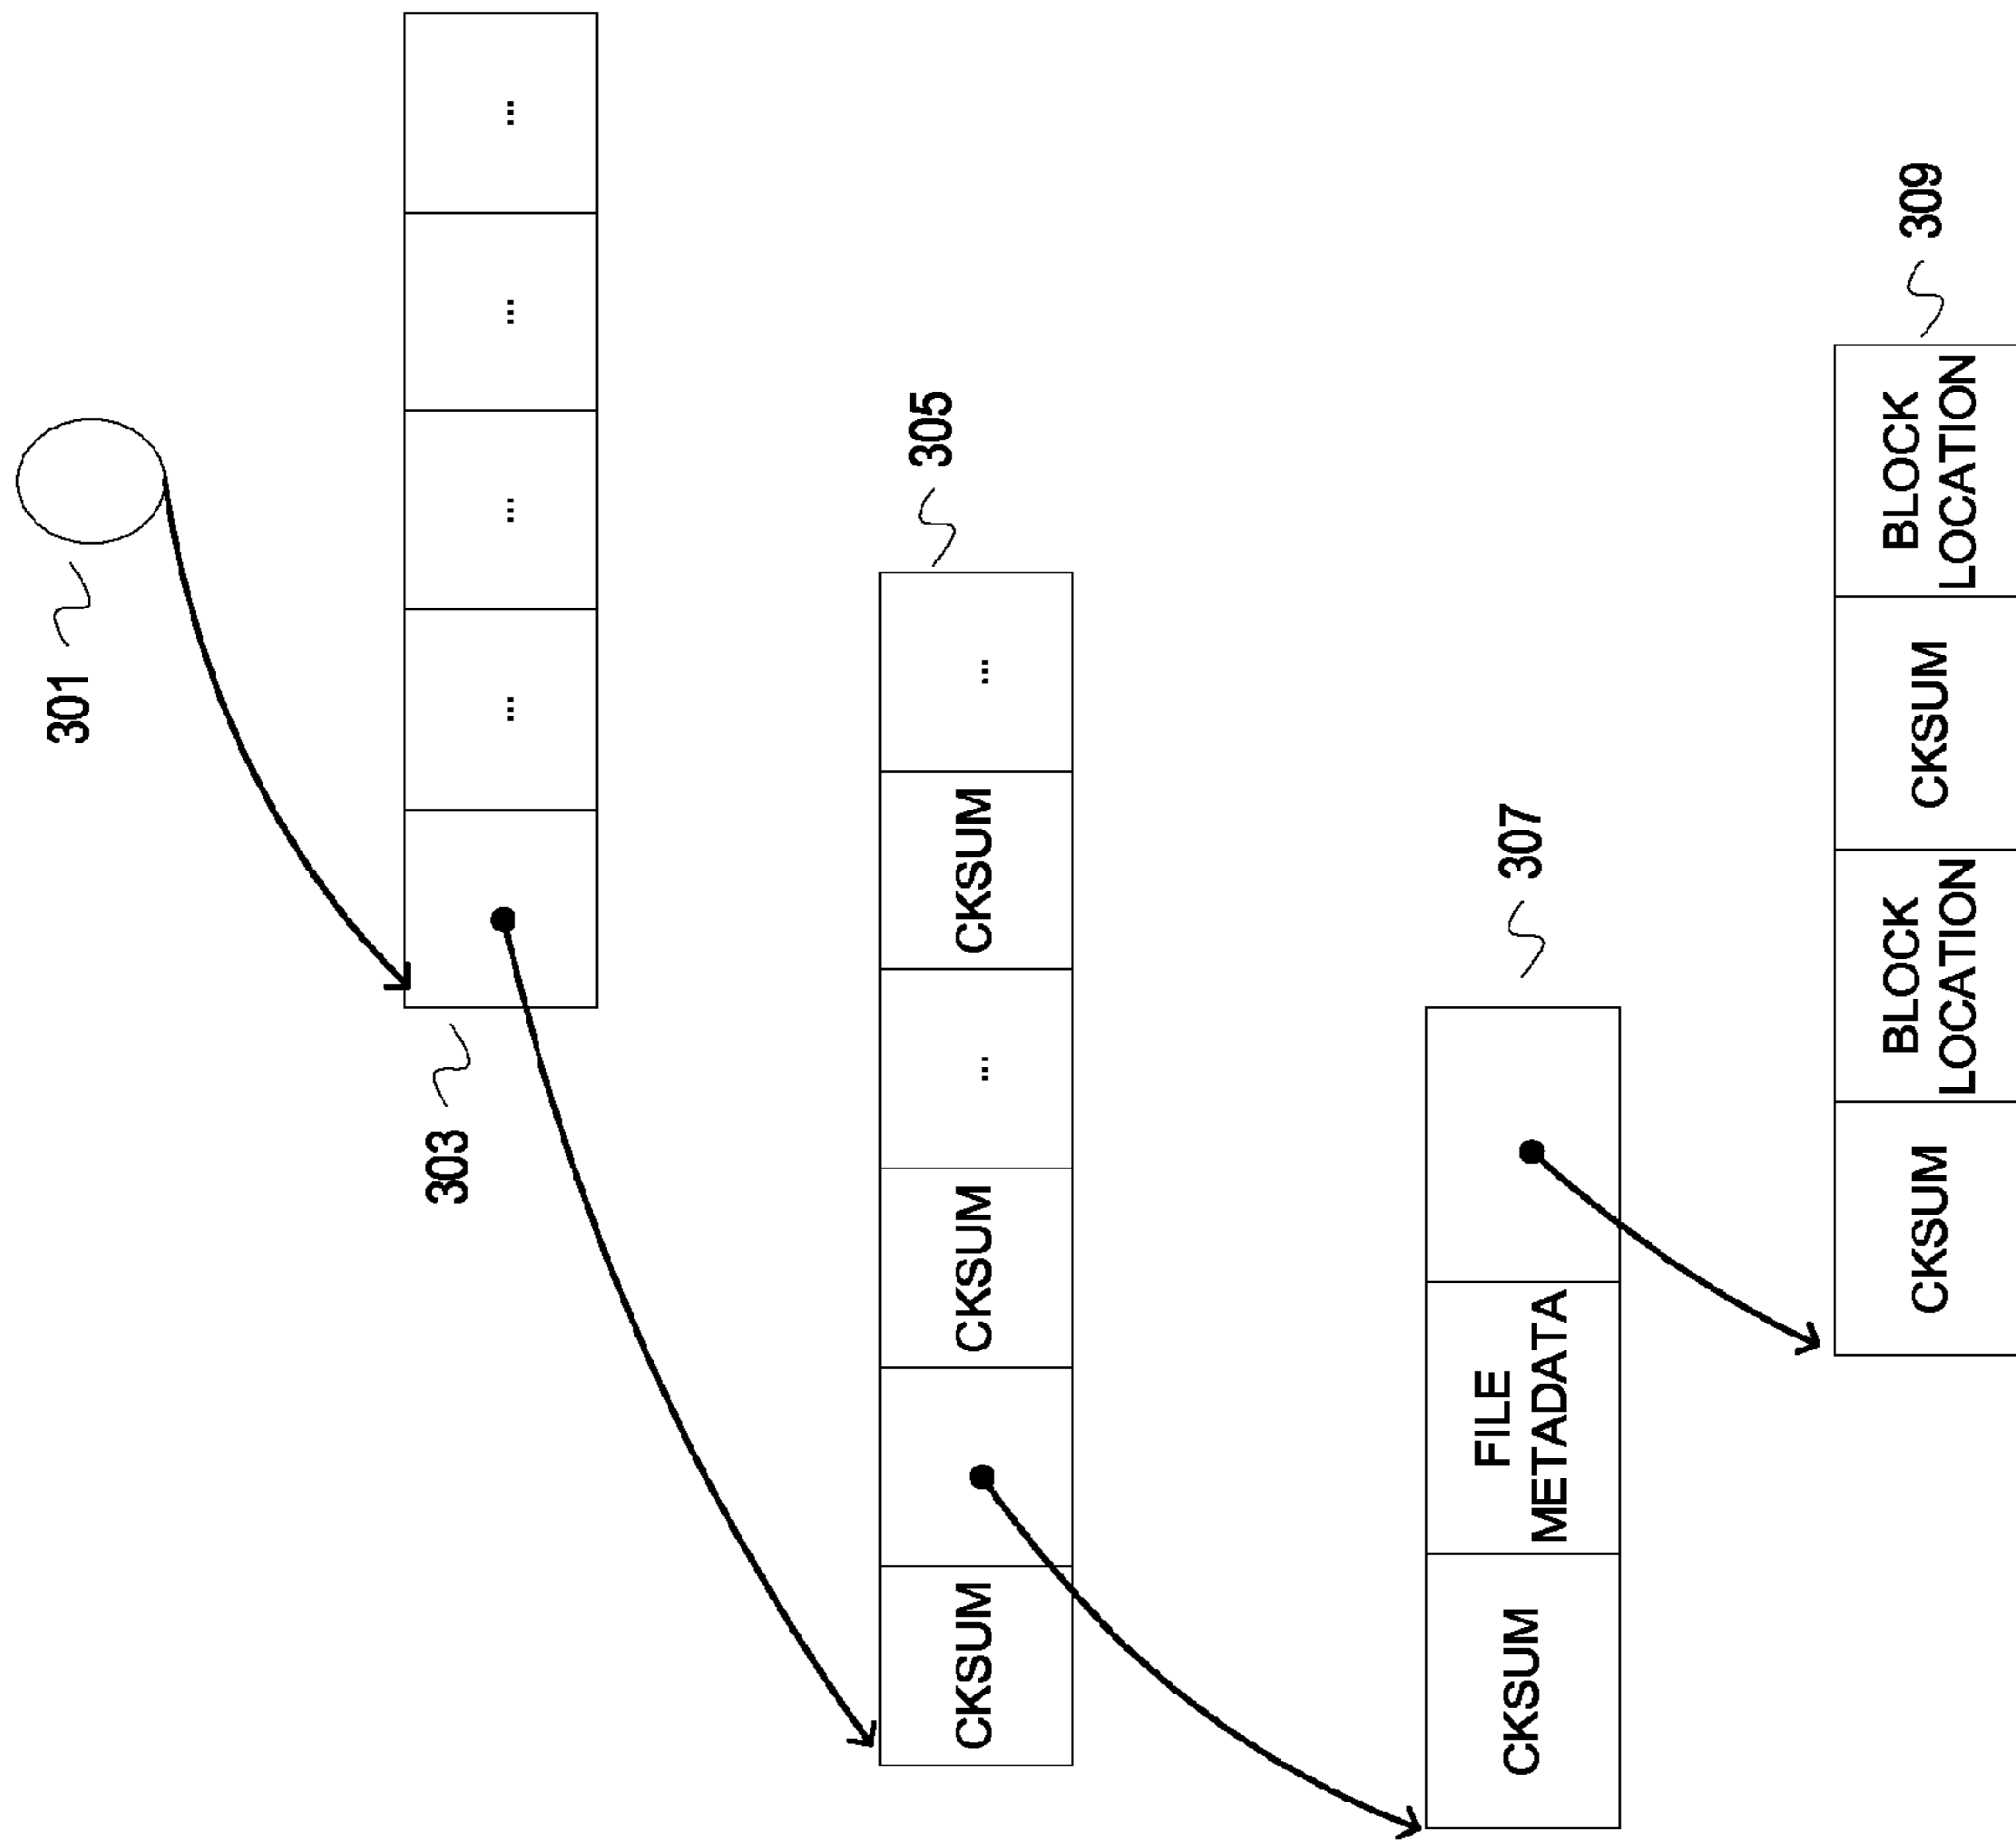 301
303
...
...
...
...
305
CKSUM
CKSUM
...
CKSUM
...
307
CKSUM
FILE
METADATA
309
CKSUM
BLOCK
LOCATION
CKSUM
BLOCK
LOCATION